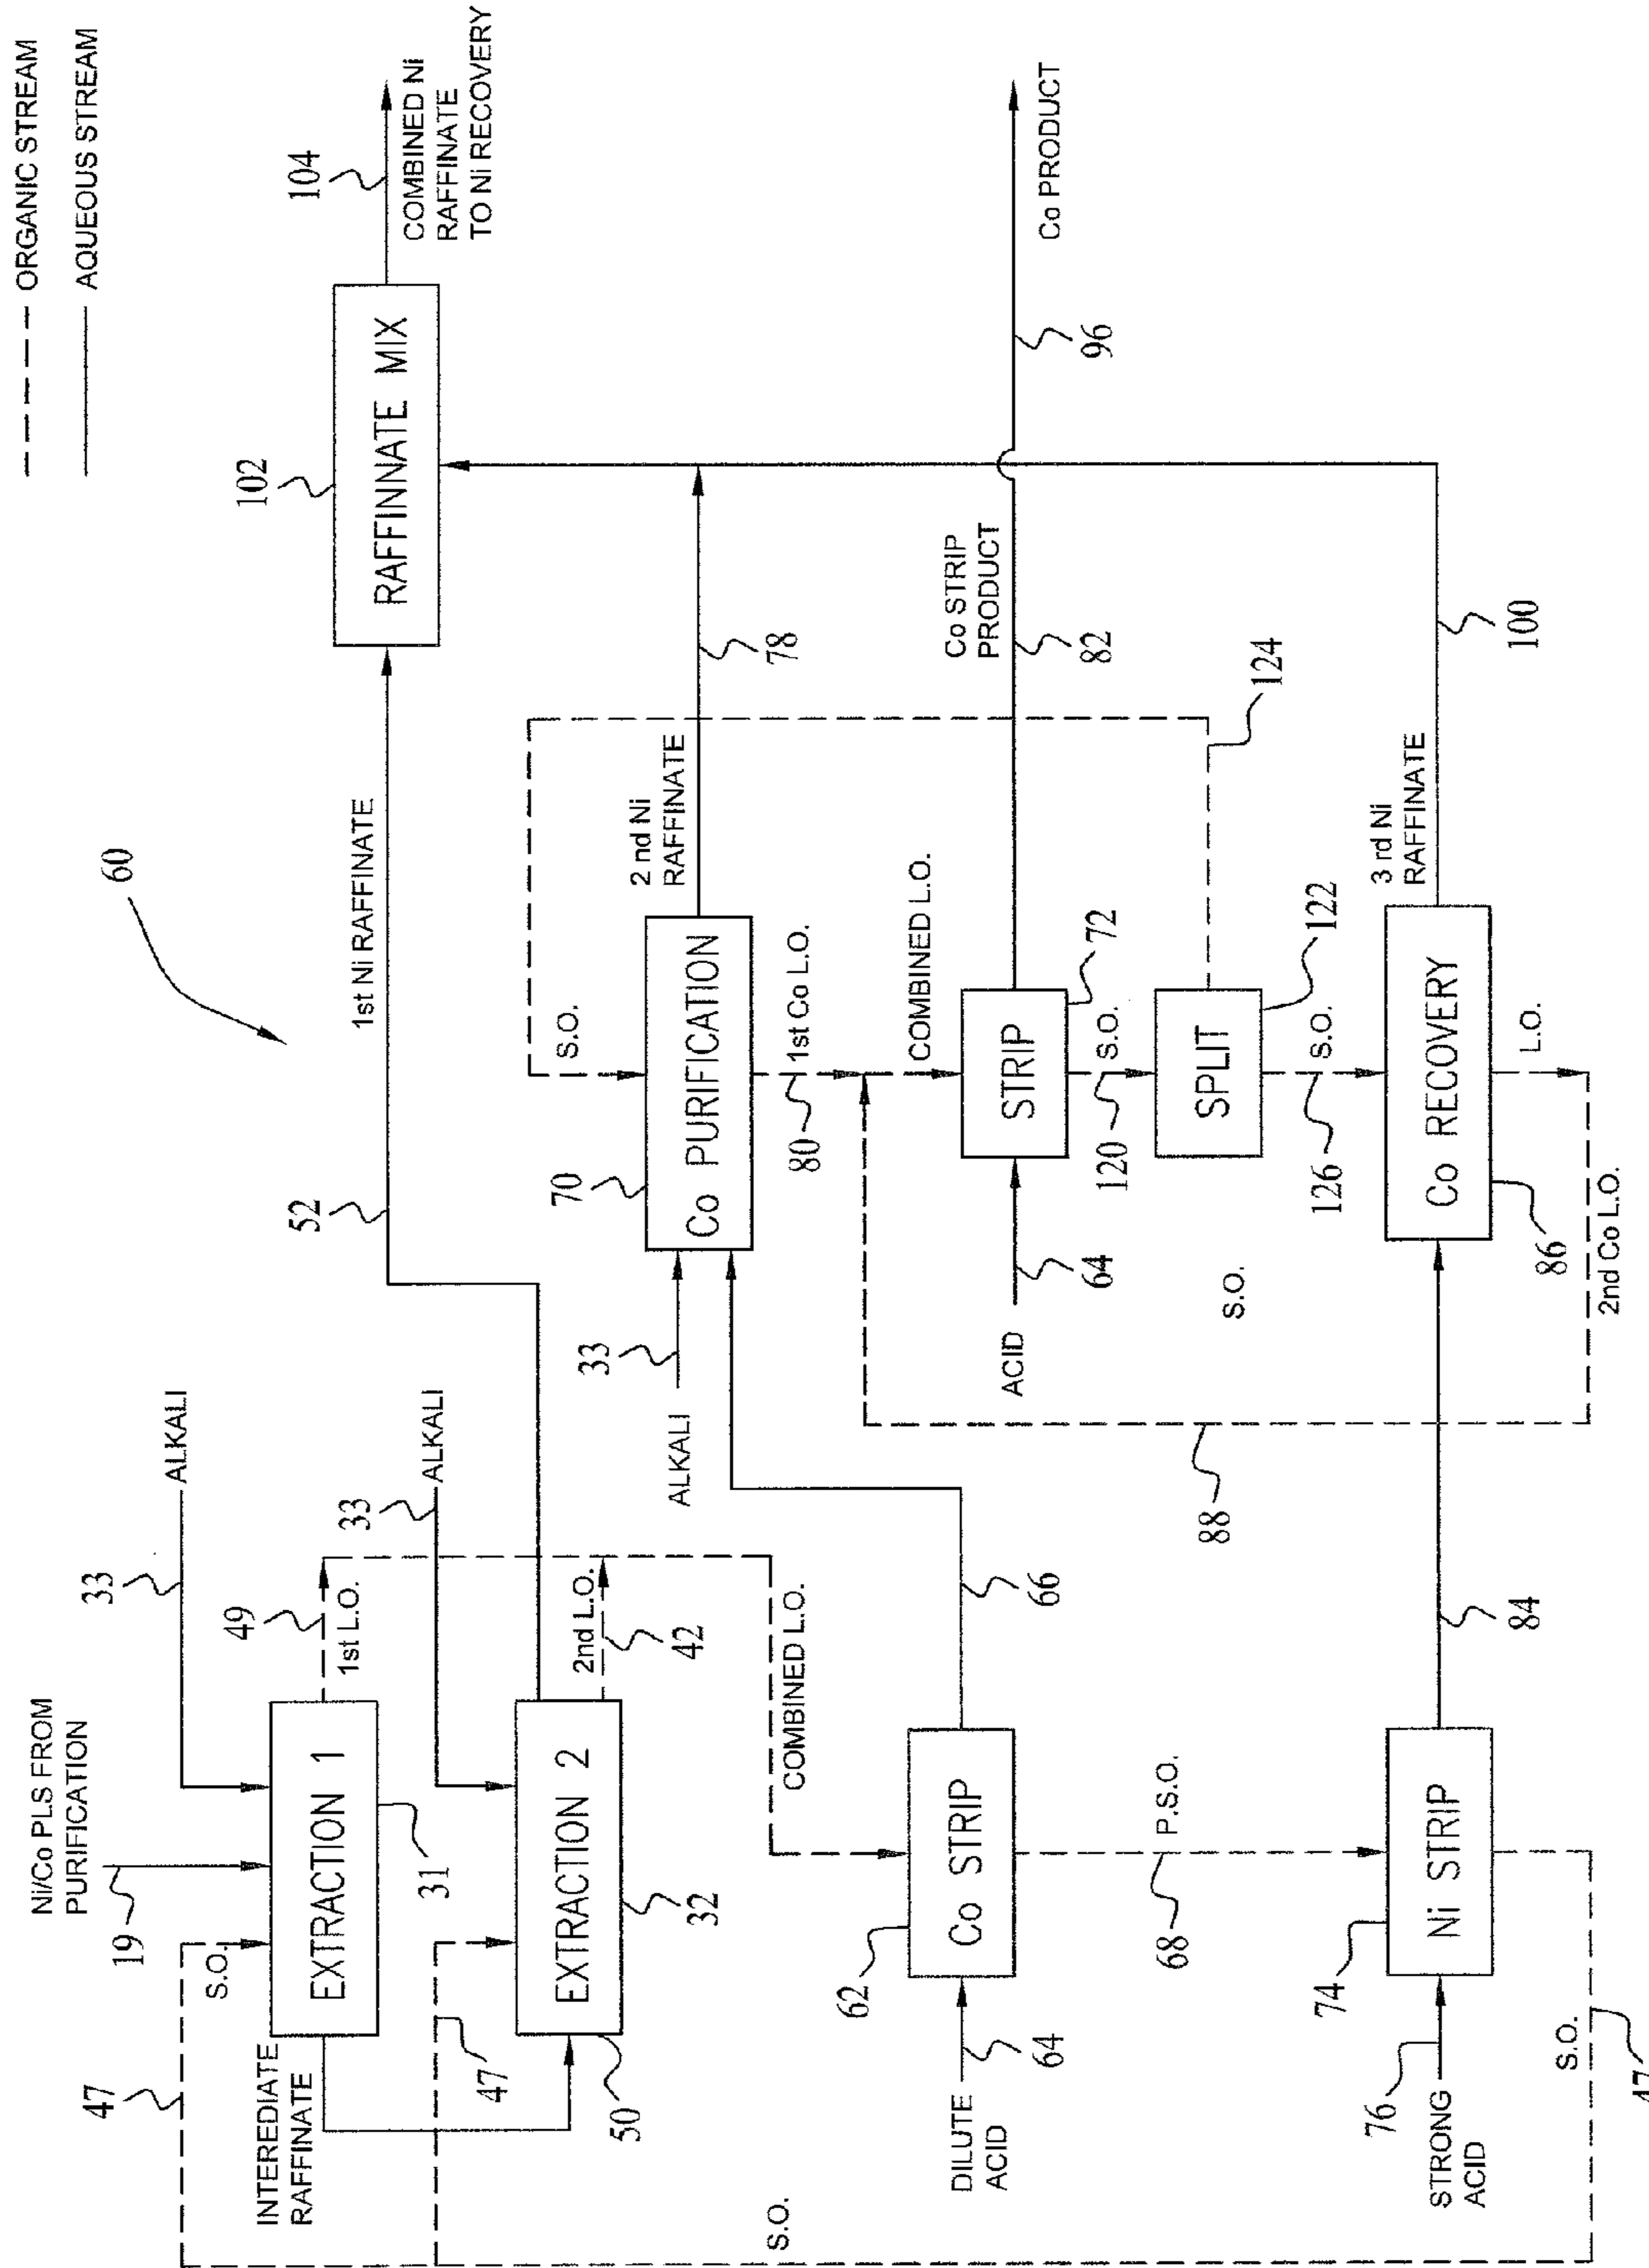 ORGANIC STREAM
AQUEOUS STREAM
60
Ni/Co PLS FROM
PURIFICATION
19
33
ALKALI
47
S.O.
EXTRACTION 1
31
49
1st L.O.
INTEREDIATE
RAFFINATE
33
ALKALI
47
EXTRACTION 2
50
32
2nd L.O.
42
52
1st Ni RAFFINATE
102
RAFFINNATE MIX
104
COMBINED Ni
RAFFINATE
TO Ni RECOVERY
COMBINED L.O.
ALKALI
33
70
Co PURIFICATION
S.O.
2 nd Ni
RAFFINATE
78
80
1st Co L.O.
COMBINED L.O.
DILUTE
ACID
64
62
Co STRIP
66
ACID
64
STRIP
72
Co STRIP
PRODUCT
82
96
Co PRODUCT
68
P.S.O.
88
S.O.
120
S.O.
SPLIT
122
124
126
S.O.
STRONG
ACID
76
74
Ni STRIP
84
86
Co RECOVERY
3 rd Ni
RAFFINATE
100
L.O.
2nd Co L.O.
S.O.
S.O.
47